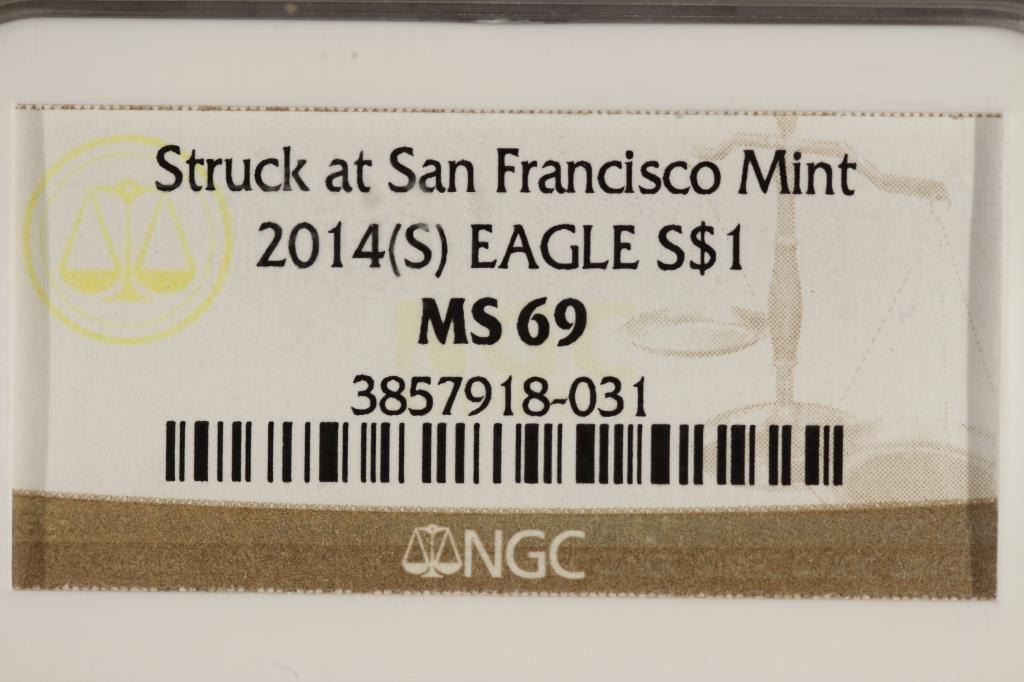 Struck at San Francisco Mint
2014(S) EAGLE S$1
MS 69
3857918-031
NGC